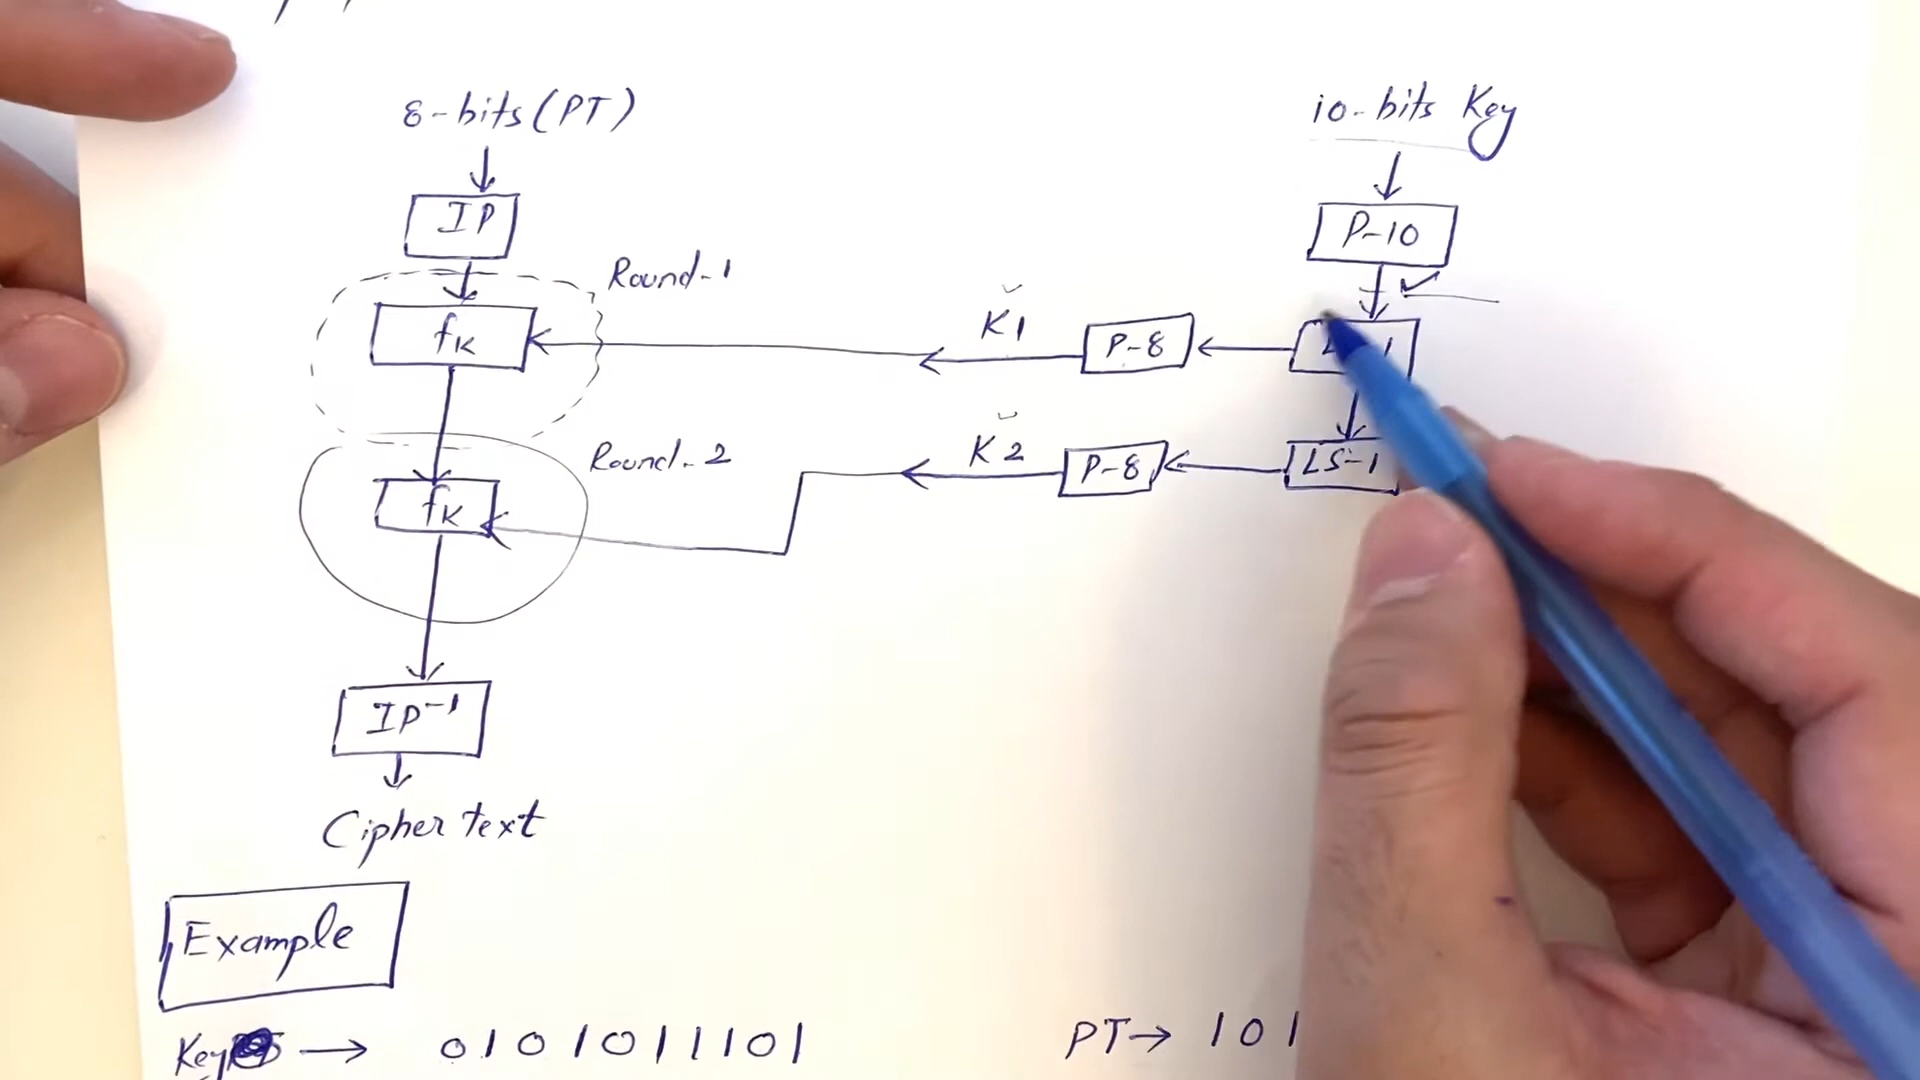 8-bits (PT)
10-bits Key
IP
P-10
Round-1
fK
K1
P-8
Round-2
K2
fK
P-8
LS-1
IP-1
Cipher text
Example
Key → 0101011101
PT → 101